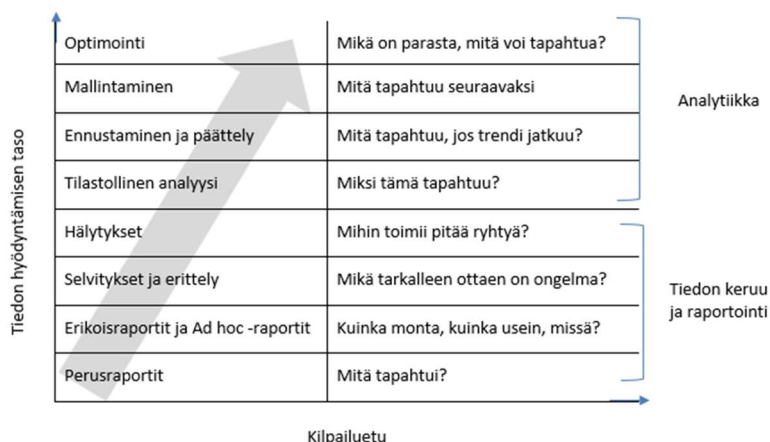 Optimointi
Mikä on parasta, mitä voi tapahtua?
Mallintaminen
Mitä tapahtuu seuraavaksi
Analytiikka
Ennustaminen ja päättely
Mitä tapahtuu, jos trendi jatkuu?
Tilastollinen analyysi
Miksi tämä tapahtuu?
Tiedon hyödyntämisen taso
Hälytykset
Mihin toimii pitää ryhtyä?
Selvitykset ja erittely
Mikä tarkalleen ottaen on ongelma?
Tiedon keruu
ja raportointi
Erikoisraportit ja Ad hoc -raportit
Kuinka monta, kuinka usein, missä?
Perusraportit
Mitä tapahtui?
Kilpailuetu